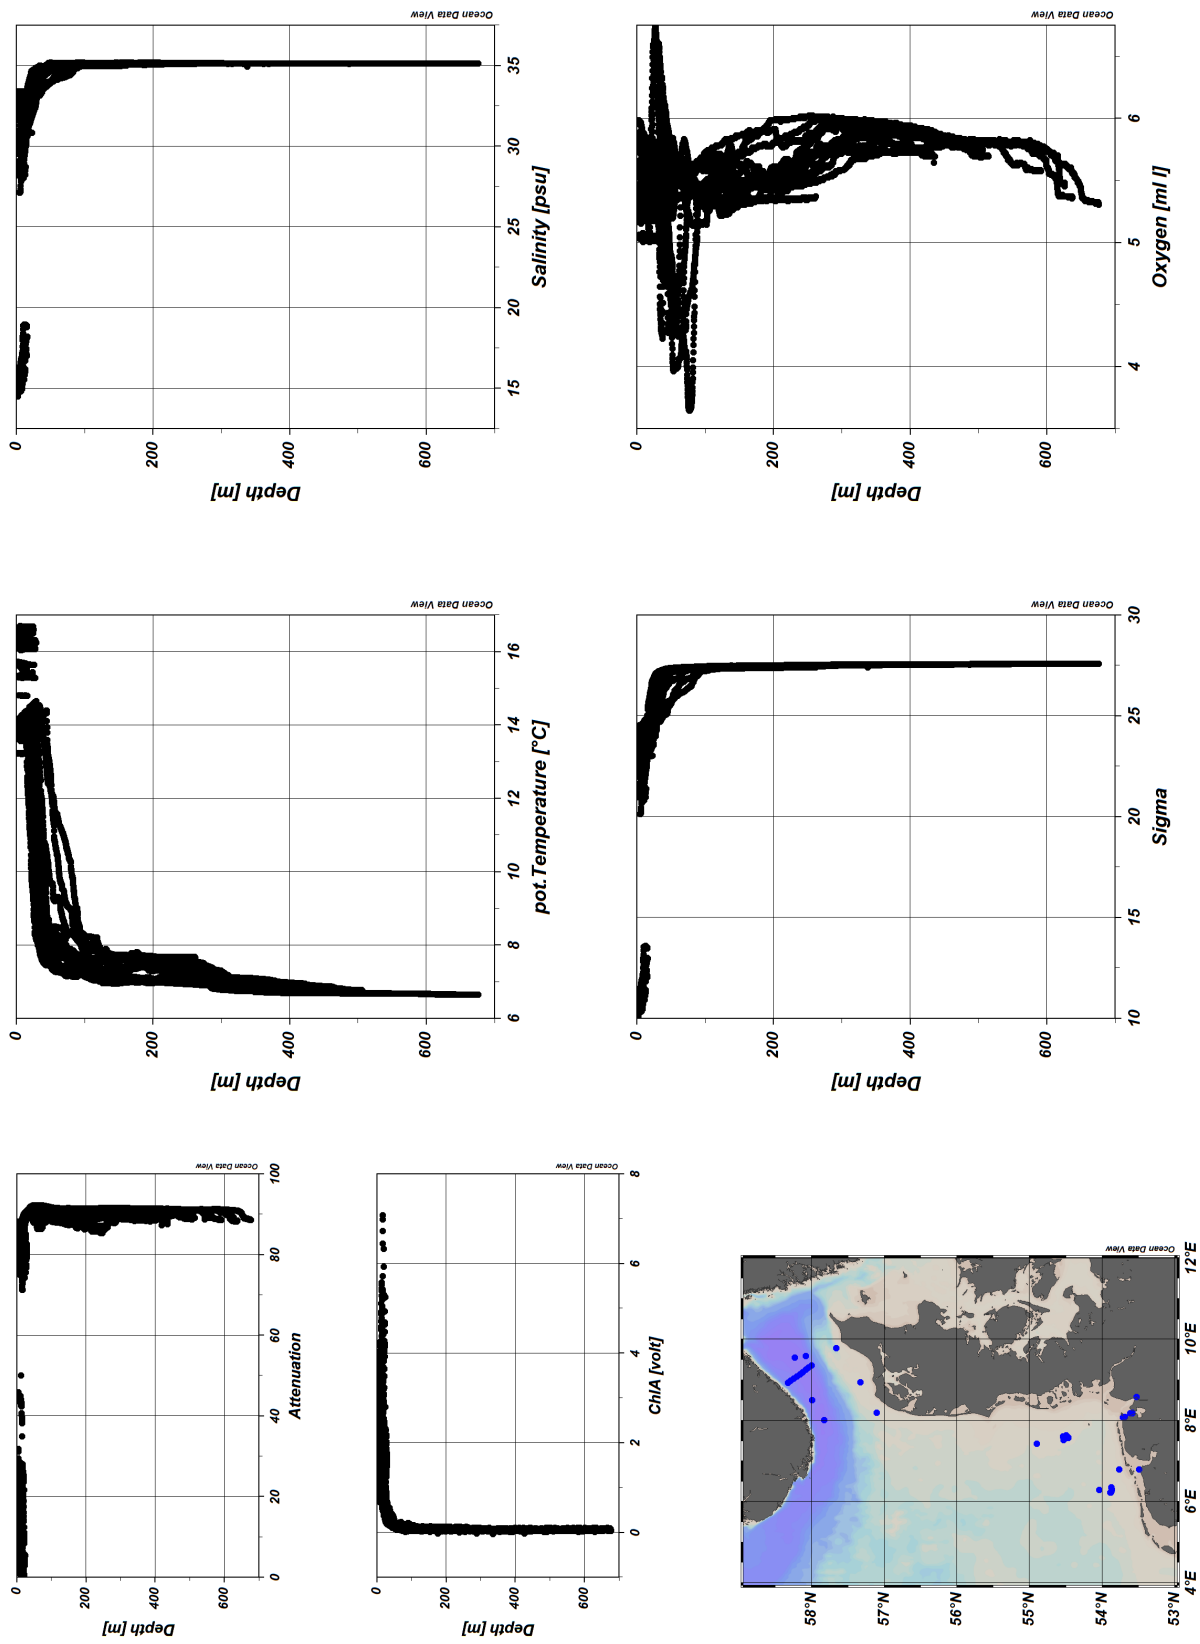 Ocean Data View
0
200
400
600
Depth [m]
15
20
25
30
35
Salinity [psu]
Ocean Data View
0
200
400
600
Depth [m]
4
5
6
Oxygen [ml l]
Ocean Data View
0
200
400
600
Depth [m]
6
8
10
12
14
16
pot.Temperature [°C]
Ocean Data View
0
200
400
600
Depth [m]
10
15
20
25
30
Sigma
Ocean Data View
0
200
400
600
Depth [m]
0
20
40
60
80
100
Attenuation
Ocean Data View
0
200
400
600
Depth [m]
0
2
4
6
8
ChlA [volt]
Ocean Data View
58°N
57°N
56°N
55°N
54°N
53°N
4°E
6°E
8°E
10°E
12°E